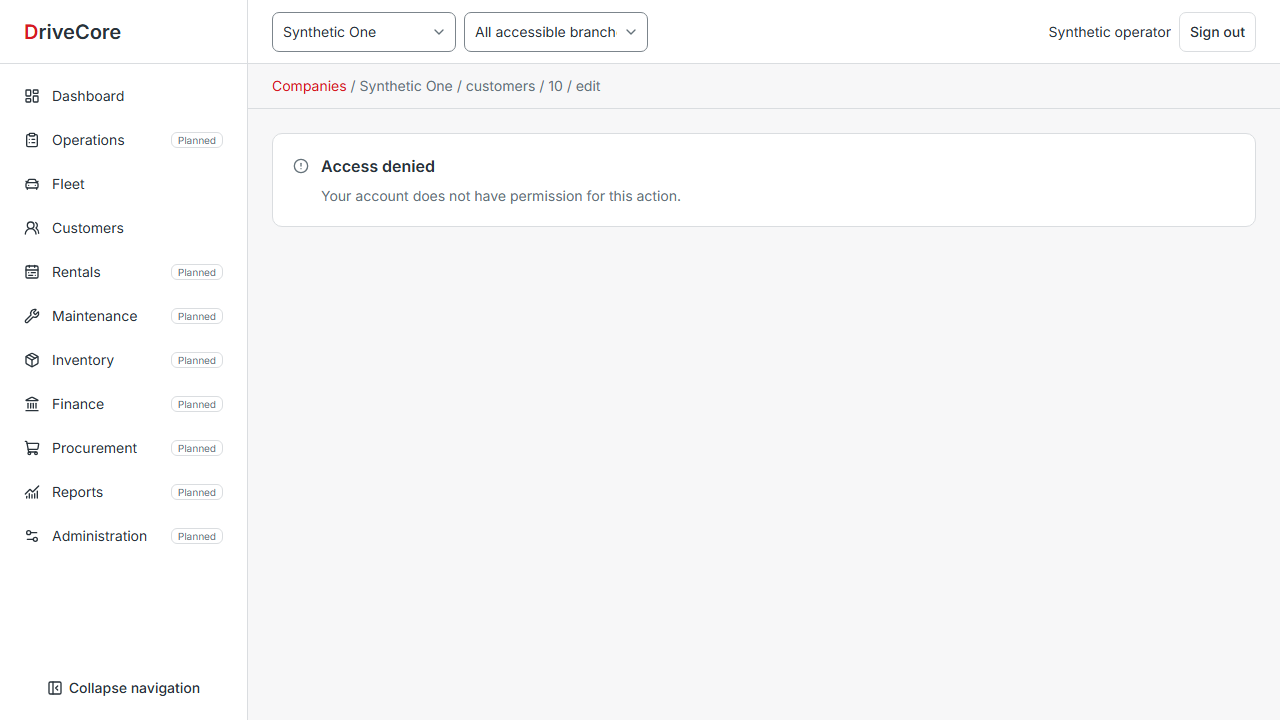 DriveCore
Synthetic One
All accessible branch
Synthetic operator
Sign out
Companies / Synthetic One / customers / 10 / edit
Dashboard
Operations Planned
Fleet
Customers
Rentals Planned
Maintenance Planned
Inventory Planned
Finance Planned
Procurement Planned
Reports Planned
Administration Planned
Collapse navigation
Access denied
Your account does not have permission for this action.